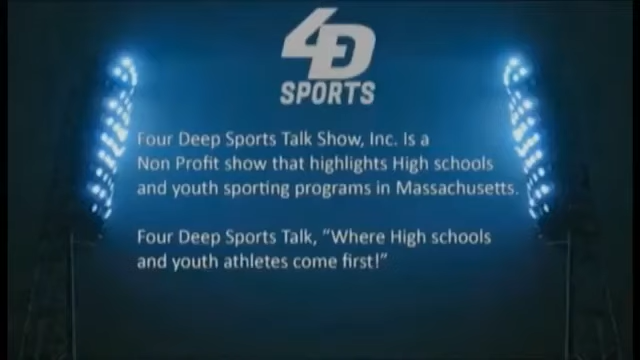 4D
SPORTS
Four Deep Sports Talk Show, Inc. Is a
Non Profit show that highlights High schools
and youth sporting programs in Massachusetts.
Four Deep Sports Talk, “Where High schools
and youth athletes come first!”